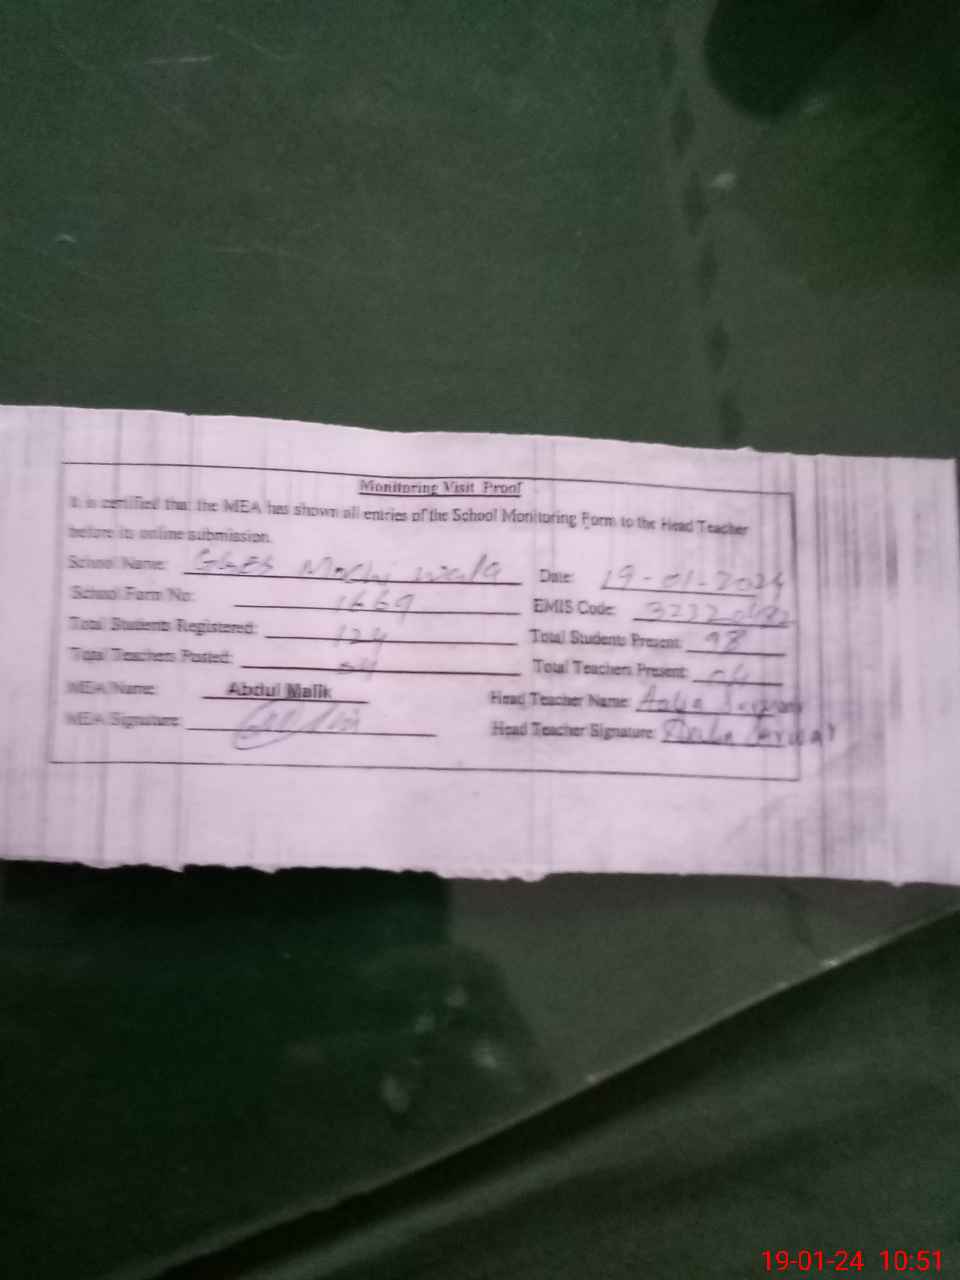 Monitoring Visit Proof
It is certified that the MEA has shown all entries of the School Monitoring Form to the Head Teacher
before its online submission.
School Name: Machi wala Date: 19-01-2024
School Form No: 1669 EMIS Code:
Total Students Registered: 124 Total Students Present: 98
Total Teachers Posted: 04 Total Teachers Present: 04
MEA Name: Abdul Malik Head Teacher Name:
MEA Signature: Head Teacher Signature:
19-01-24 10:51